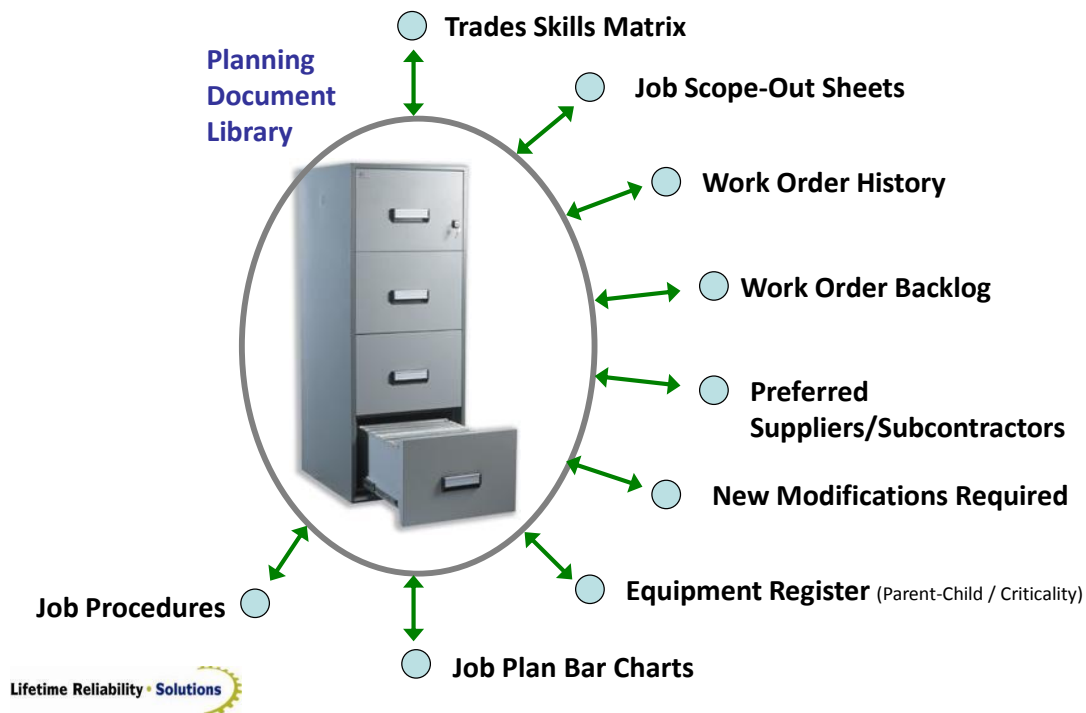 Trades Skills Matrix
Planning
Document
Library
Job Scope-Out Sheets
Work Order History
Work Order Backlog
Preferred
Suppliers/Subcontractors
New Modifications Required
Equipment Register (Parent-Child / Criticality)
Job Procedures
Job Plan Bar Charts
Lifetime Reliability • Solutions